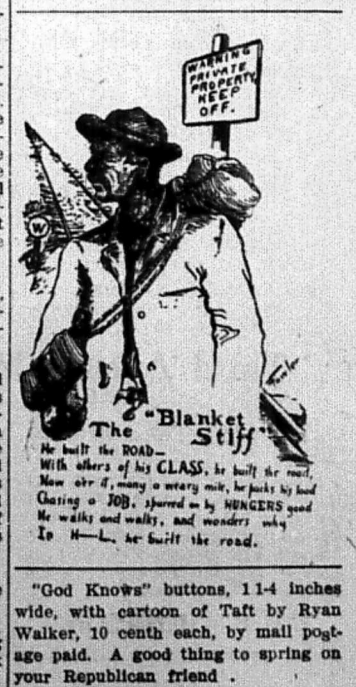 WARNING
PRIVATE
PROPERTY
KEEP
OFF.
W
The "Blanket
Stiff"
He built the ROAD—
With others of his CLASS, he built the road,
Now o'er it, many a weary mile, he packs his load
Chasing a JOB, spurred on by HUNGERS goad
He walks and walks, and wonders why
In H—L, he built the road.
"God Knows" buttons, 1 1-4 inches
wide, with cartoon of Taft by Ryan
Walker, 10 centh each, by mail post-
age paid. A good thing to spring on
your Republican friend .